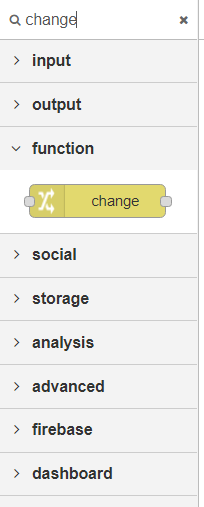 change
input
output
function
change
social
storage
analysis
advanced
firebase
dashboard